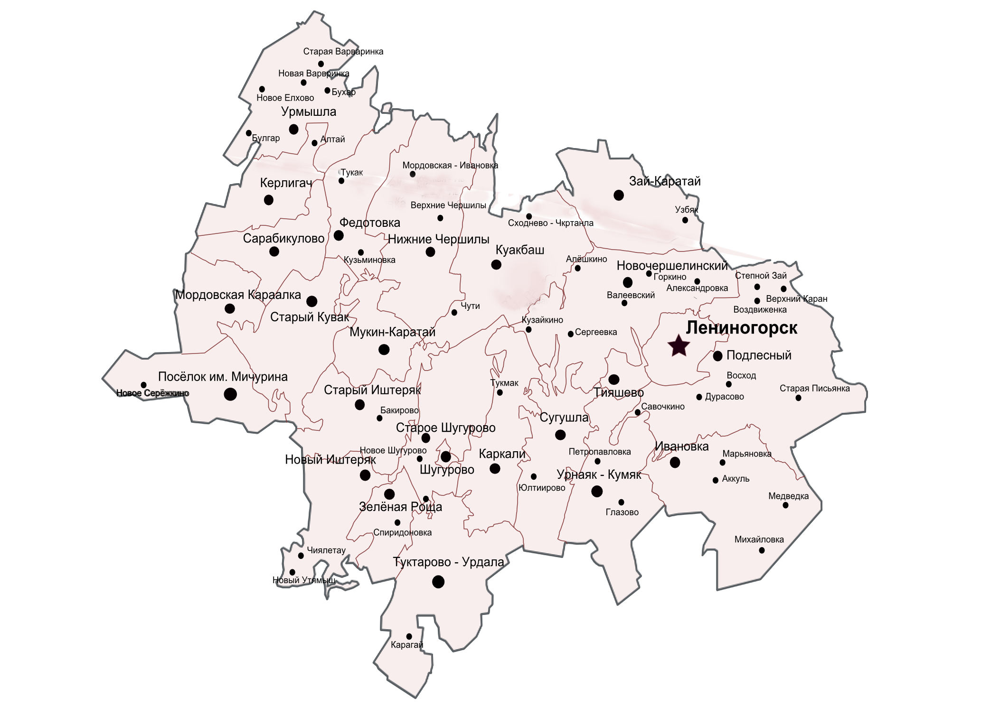 Старая Варваринка
Новая Варвринка
Бухар
Новое Елхово
Урмышла
Булгар
Алтай
Мордовская - Ивановка
Тукак
Керлигач
Зай-Каратай
Верхние Чершилы
Узбяк
Федотовка
Сходнево - Чкртанла
Сарабикулово
Нижние Чершилы
Куакбаш
Кузьминовка
Алёшкино
Новочершелинский
Горкино
Степной Зай
Александровка
Мордовская Караалка
Валеевский
Верхний Каран
Чути
Воздвиженка
Старый Кувак
Кузайкино
Лениногорск
Мукин-Каратай
Сергеевка
Подлесный
Посёлок им. Мичурина
Восход
Тукмак
Старая Письянка
Старый Иштеряк
Тияшево
Новое Серёжкино
Дурасово
Бакирово
Савочкино
Сугушла
Старое Шугурово
Ивановка
Новое Шугурово
Петропавловка
Каркали
Марьяновка
Новый Иштеряк
Шугурово
Урнаяк - Кумяк
Аккуль
Юлтиирово
Медведка
Зелёная Роща
Глазово
Спиридоновка
Михайловка
Чиялетау
Туктарово - Урдала
Новый Утямыш
Карагай